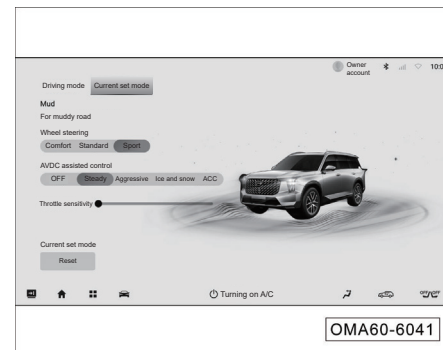 Owner
account
10:0
Driving mode Current set mode
Mud
For muddy road
Wheel steering
Comfort Standard Sport
AVDC assisted control
OFF Steady Aggressive Ice and snow ACC
Throttle sensitivity
Current set mode
Reset
Turning on A/C
OFF OFF
OMA60-6041